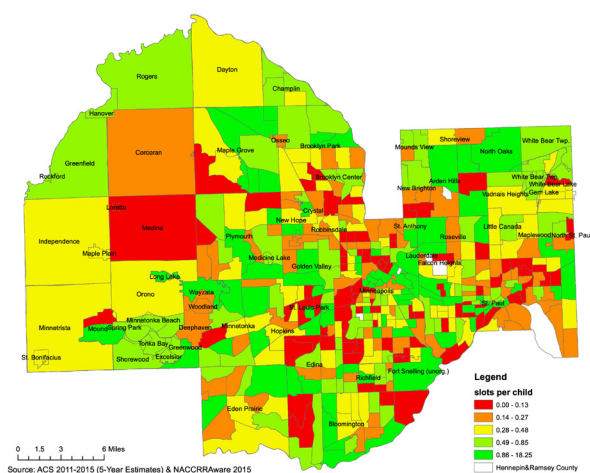 Dayton
Rogers
Champlin
Hanover
Osseo
Brooklyn Park
Corcoran
Maple Grove
Greenfield
Rockford
Brooklyn Center
Shoreview
Mounds View
North Oaks
White Bear Twp.
Arden Hills
White Bear Twp.
White Bear Lake
New Brighton
Vadnais Heights
Gem Lake
Loretto
Crystal
New Hope
Robbinsdale
Medina
St. Anthony
Little Canada
Roseville
Maplewood
North St. Paul
Independence
Plymouth
Maple Plain
Medicine Lake
Golden Valley
Lauderdale
Falcon Heights
Long Lake
Orono
Wayzata
Woodland
Minneapolis
St. Paul
St. Louis Park
Minnetonka Beach
Minnetrista
Mound
Spring Park
Deephaven
Minnetonka
Hopkins
Tonka Bay
Greenwood
St. Bonifacius
Shorewood
Excelsior
Edina
Fort Snelling (unorg.)
Richfield
Eden Prairie
Bloomington
Legend
slots per child
0.00 - 0.13
0.14 - 0.27
0.28 - 0.48
0.49 - 0.85
0.86 - 18.25
Hennepin&Ramsey County
0 1.5 3 6 Miles
Source: ACS 2011-2015 (5-Year Estimates) & NACCRRAware 2015